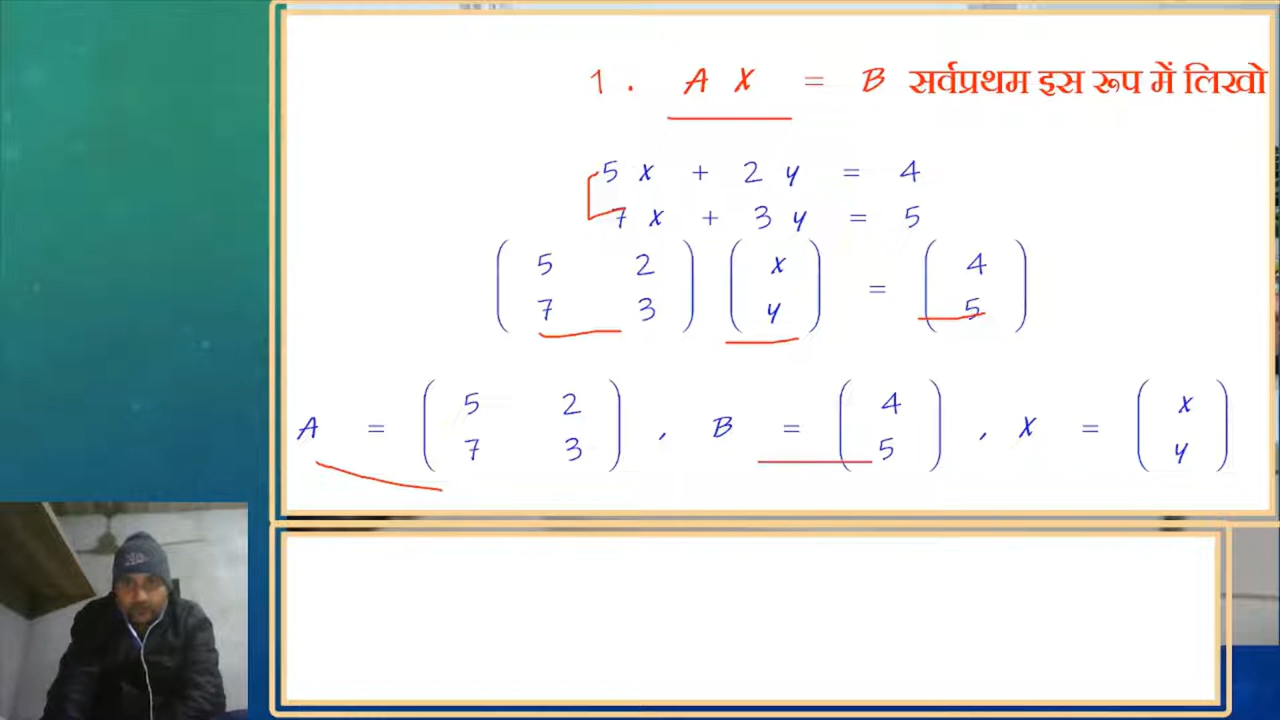 1 . A X = B सर्वप्रथम इस रूप में लिखो
5 x + 2 y = 4
7 x + 3 y = 5
( 5 2 ) ( x ) = ( 4 )
( 7 3 ) ( y ) ( 5 )
A = ( 5 2 ) , B = ( 4 ) , X = ( x )
( 7 3 ) ( 5 ) ( y )